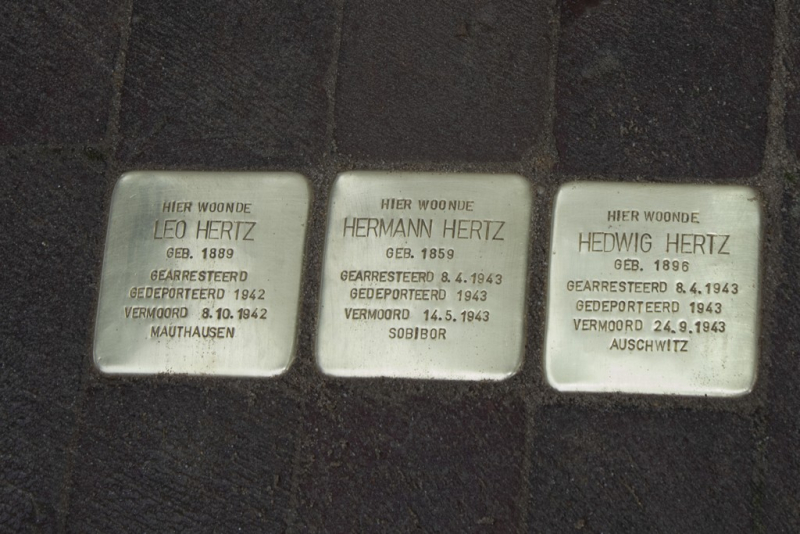 HIER WOONDE
LEO HERTZ
GEB. 1889
GEARRESTEERD
GEDEPORTEERD 1942
VERMOORD 8.10.1942
MAUTHAUSEN
HIER WOONDE
HERMANN HERTZ
GEB. 1859
GEARRESTEERD 8.4.1943
GEDEPORTEERD 1943
VERMOORD 14.5.1943
SOBIBOR
HIER WOONDE
HEDWIG HERTZ
GEB. 1896
GEARRESTEERD 8.4.1943
GEDEPORTEERD 1943
VERMOORD 24.9.1943
AUSCHWITZ